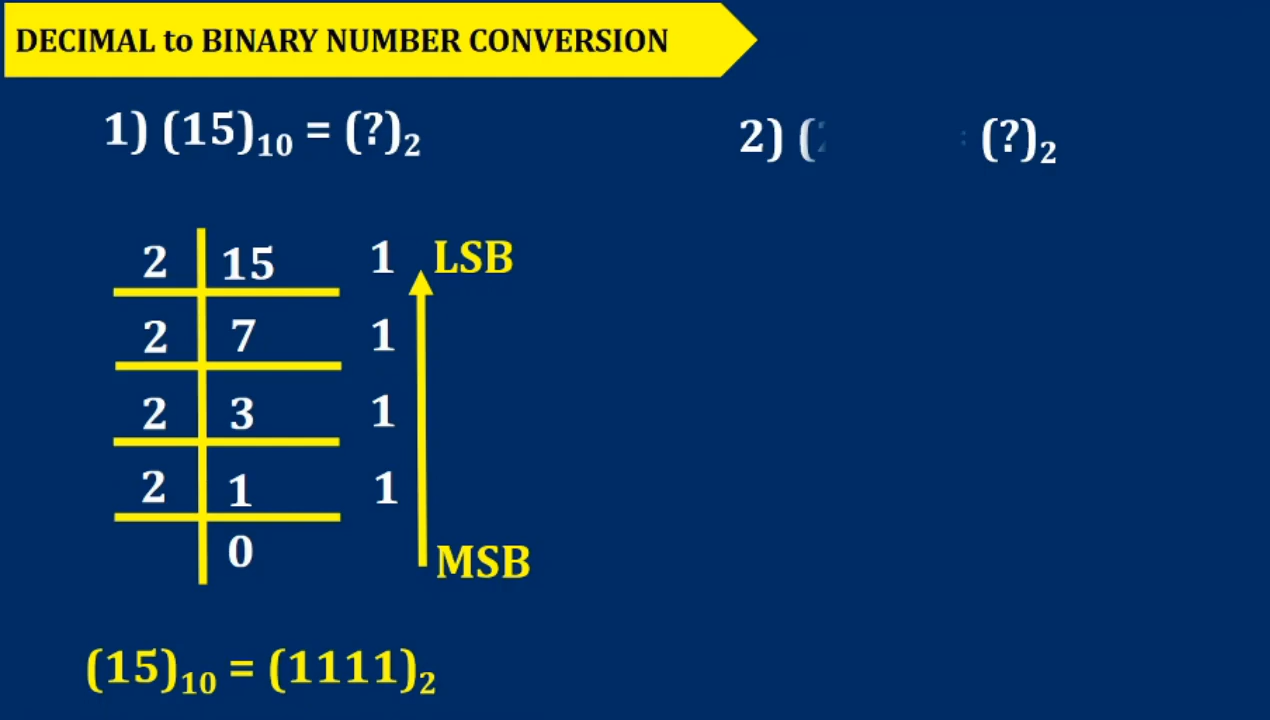 DECIMAL to BINARY NUMBER CONVERSION
1) (15)₁₀ = (?)₂
2) ( (?)₂
2 15 1 LSB
2 7 1
2 3 1
2 1 1
0
MSB
(15)₁₀ = (1111)₂